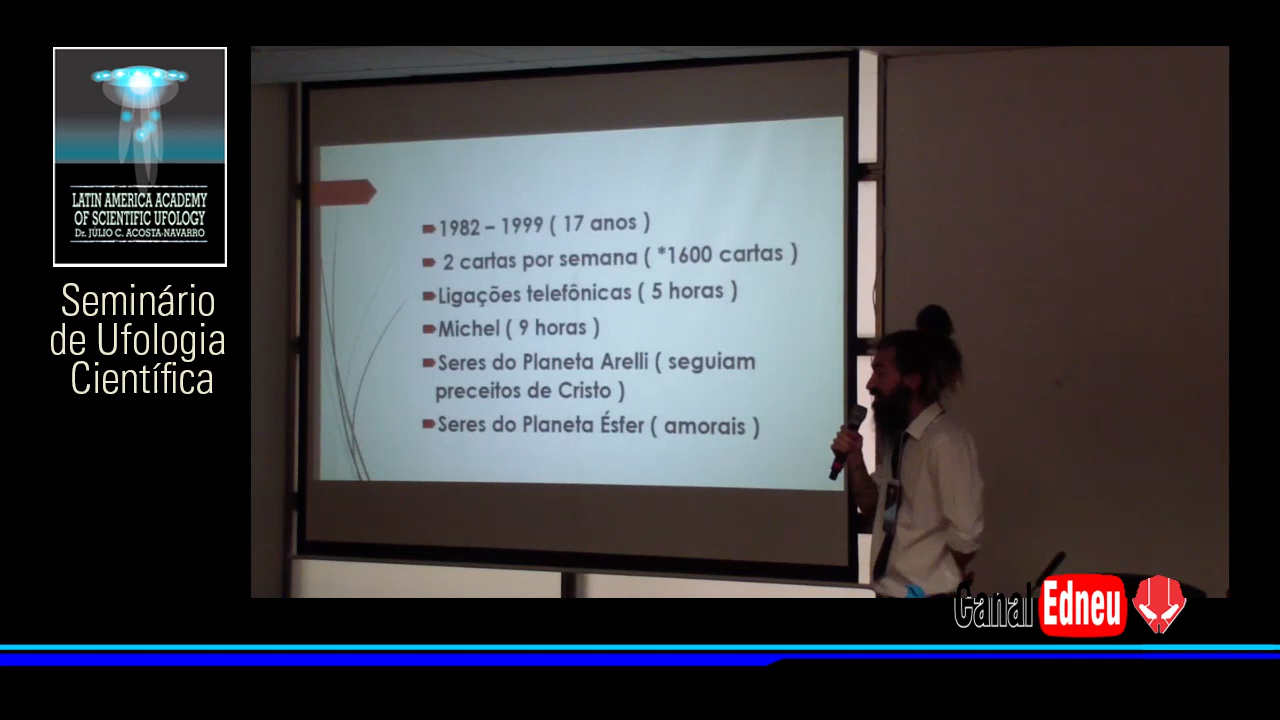 LATIN AMERICA ACADEMY
OF SCIENTIFIC UFOLOGY
Dr. JÚLIO C. ACOSTA-NAVARRO
Seminário
de Ufologia
Científica
1982 – 1999 ( 17 anos )
2 cartas por semana ( *1600 cartas )
Ligações telefônicas ( 5 horas )
Michel ( 9 horas )
Seres do Planeta Arelli ( seguiam
preceitos de Cristo )
Seres do Planeta Ésfer ( amorais )
Canal Edneu